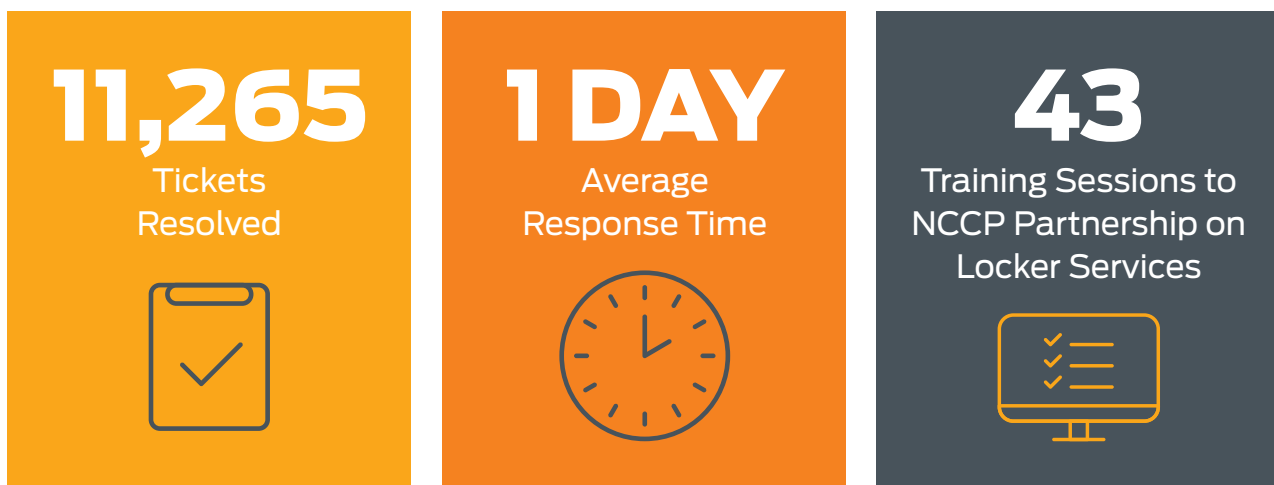 11,265
Tickets
Resolved
1 DAY
Average
Response Time
43
Training Sessions to
NCCP Partnership on
Locker Services